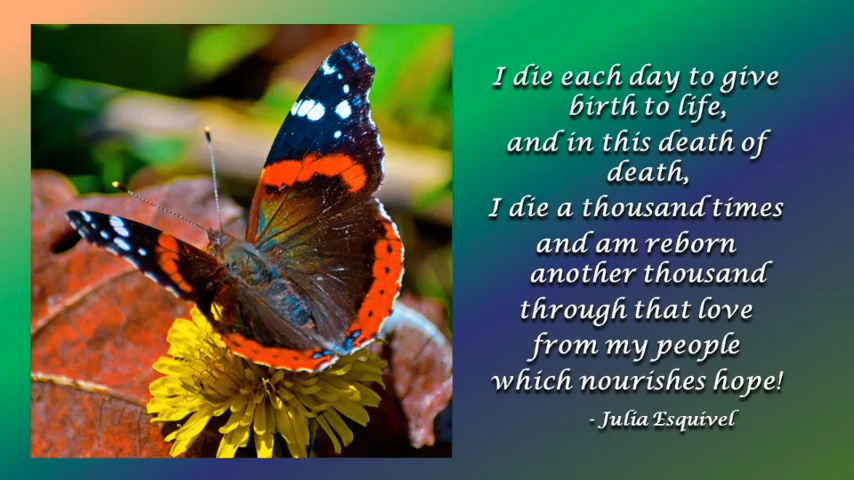 I die each day to give
birth to life,
and in this death of
death,
I die a thousand times
and am reborn
another thousand
through that love
from my people
which nourishes hope!
- Julia Esquivel